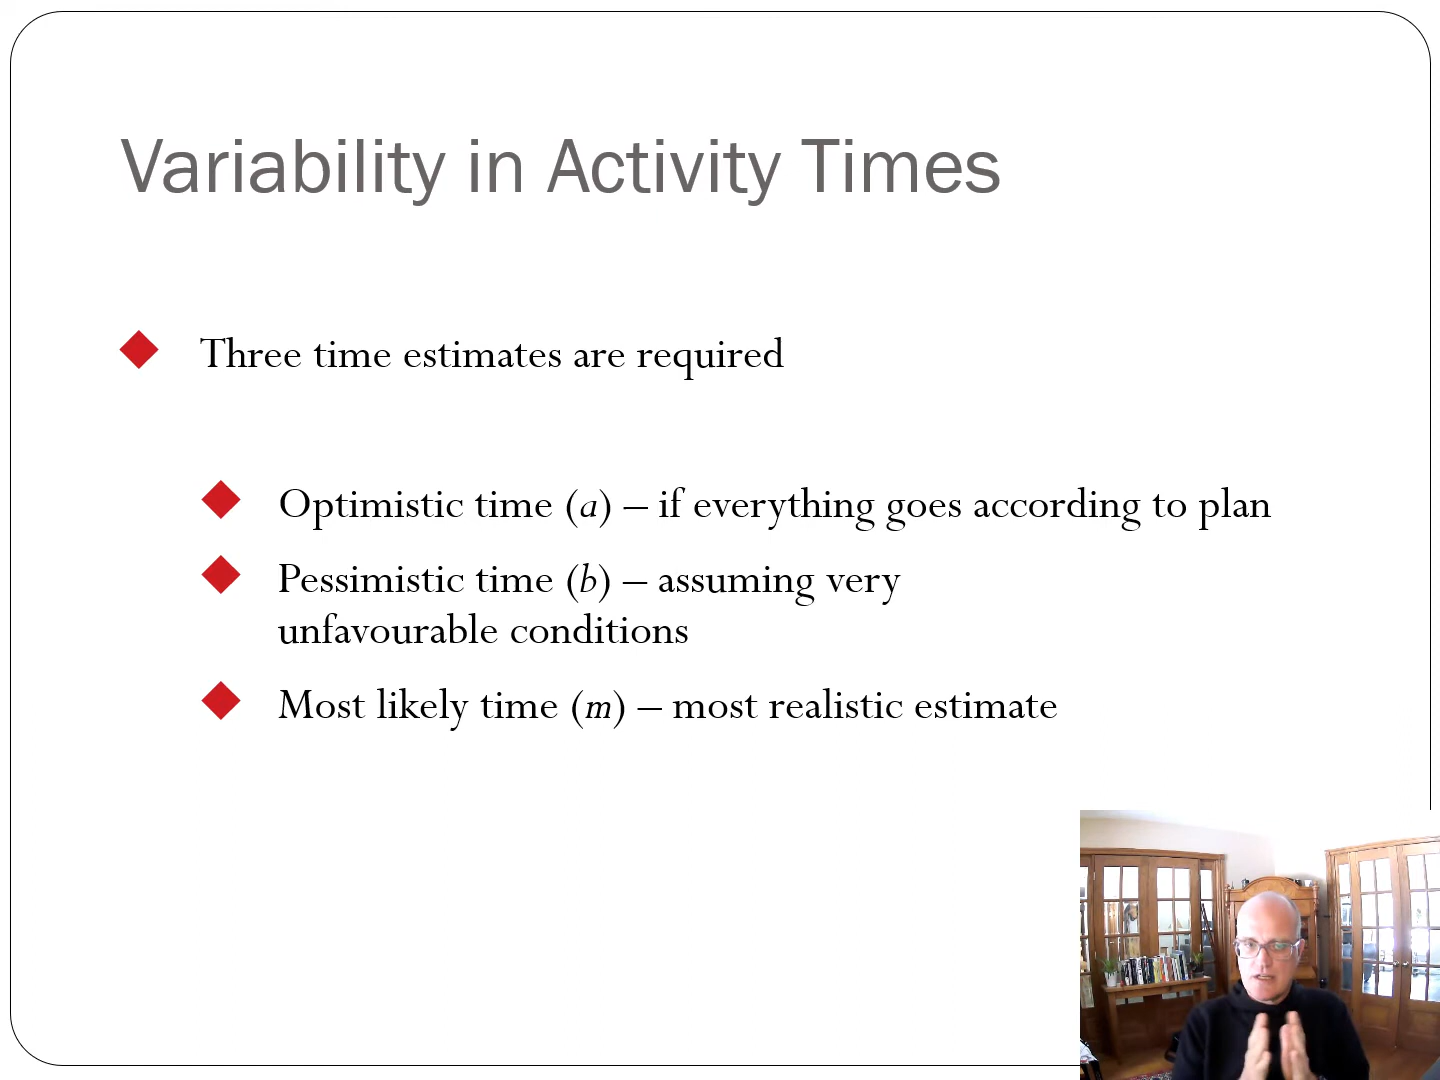 Variability in Activity Times
Three time estimates are required
Optimistic time (a) – if everything goes according to plan
Pessimistic time (b) – assuming very
unfavourable conditions
Most likely time (m) – most realistic estimate